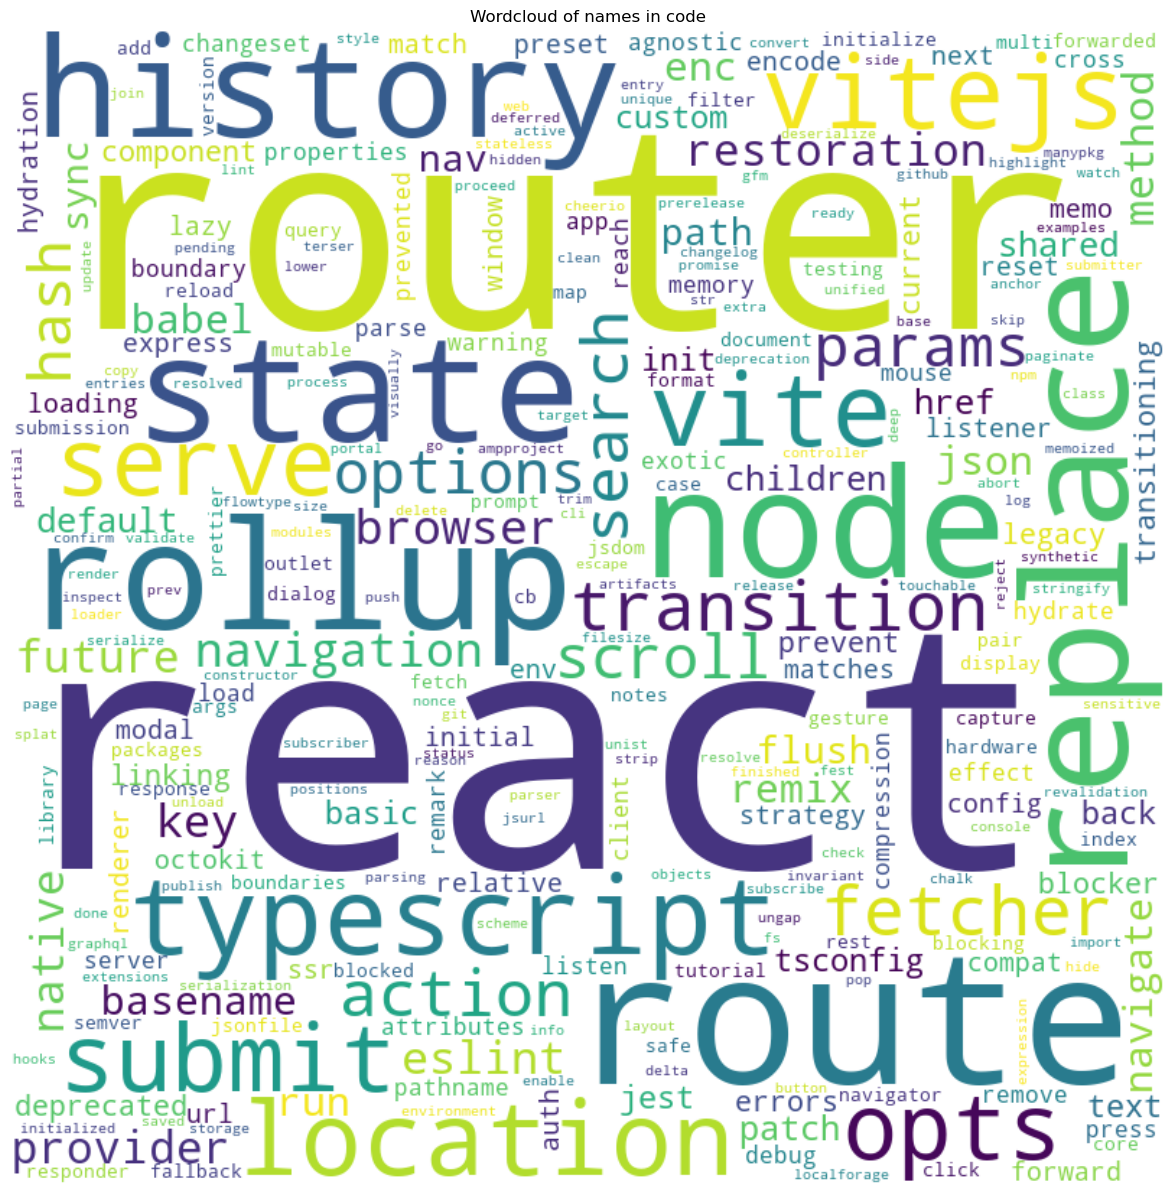 Wordcloud of names in code
history
add
changeset
style
match
preset
agnostic
convert
initialize
next
multi
forwarded
join
version
enc
encode
side
vitejs
cross
entry
unique
filter
web
deferred
active
custom
stateless
deserialize
method
hydration
sync
component
properties
nav
hidden
restoration
highlight
manypkg
watch
lint
router
proceed
gfm
github
lazy
query
prevented
window
cheerio
app
reach
prerelease
path
ready
current
memo
examples
shared
pending
terser
lower
boundary
reload
clean
changelog
promise
memory
str
extra
testing
unified
reset
submitter
anchor
hash
update
babel
map
base
skip
express
parse
mutable
warning
state
search
document
deprecation
init
format
params
paginate
mouse
npm
class
replace
transitioning
copy
entries
resolved
process
visually
loading
submission
target
vite
href
listener
deep
memoized
serve
portal
go
ampproject
options
exotic
controller
children
json
abort
log
partial
flowtype
size
prompt
trim
case
node
default
confirm
validate
prettier
delete
cli
browser
legacy
rollup
modules
jsdom
escape
synthetic
render
outlet
inspect
prev
dialog
push
cb
artifacts
release
touchable
reject
stringify
loader
transition
hydrate
serialize
future
navigation
constructor
env
filesize
scroll
prevent
matches
pair
display
load
args
fetch
nonce
notes
page
react
git
gesture
capture
sensitive
splat
modal
packages
subscriber
initial
status
reason
unist
strip
resolve
flush
hardware
linking
response
finished
fest
compression
effect
library
unload
positions
remark
parser
client
remix
revalidation
key
basic
jsurl
strategy
config
back
console
index
renderer
octokit
check
native
publish
boundaries
parsing
relative
objects
invariant
chalk
subscribe
blocker
done
typescript
scheme
ungap
fetcher
navigate
graphql
server
fs
rest
blocking
import
extensions
ssr
blocked
listen
tutorial
tsconfig
compat
hide
serialization
pop
basename
action
route
semver
jsonfile
attributes
info
layout
expression
submit
safe
hooks
eslint
delta
pathname
enable
button
deprecated
url
run
environment
auth
jest
errors
navigator
remove
text
initialized
saved
storage
location
patch
opts
press
provider
debug
core
responder
fallback
localforage
click
forward